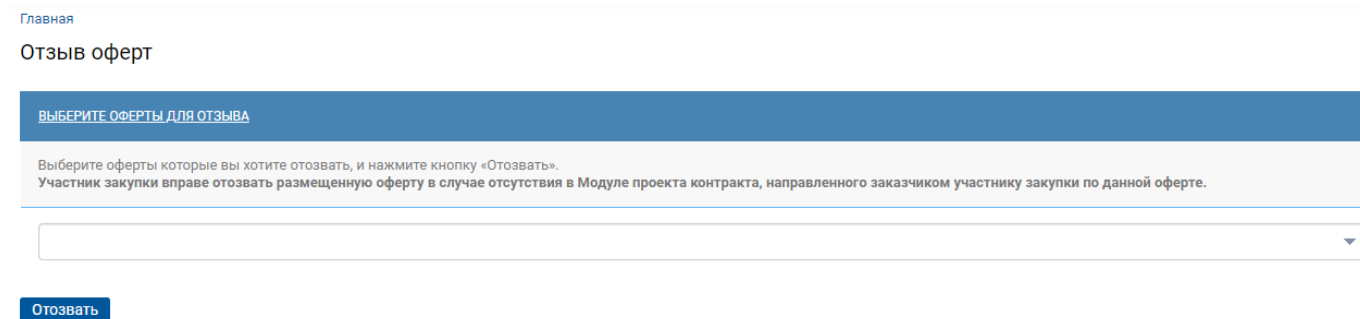 Главная
Отзыв оферт
ВЫБЕРИТЕ ОФЕРТЫ ДЛЯ ОТЗЫВА
Выберите оферты которые вы хотите отозвать, и нажмите кнопку «Отозвать».
Участник закупки вправе отозвать размещенную оферту в случае отсутствия в Модуле проекта контракта, направленного заказчиком участнику закупки по данной оферте.
Отозвать